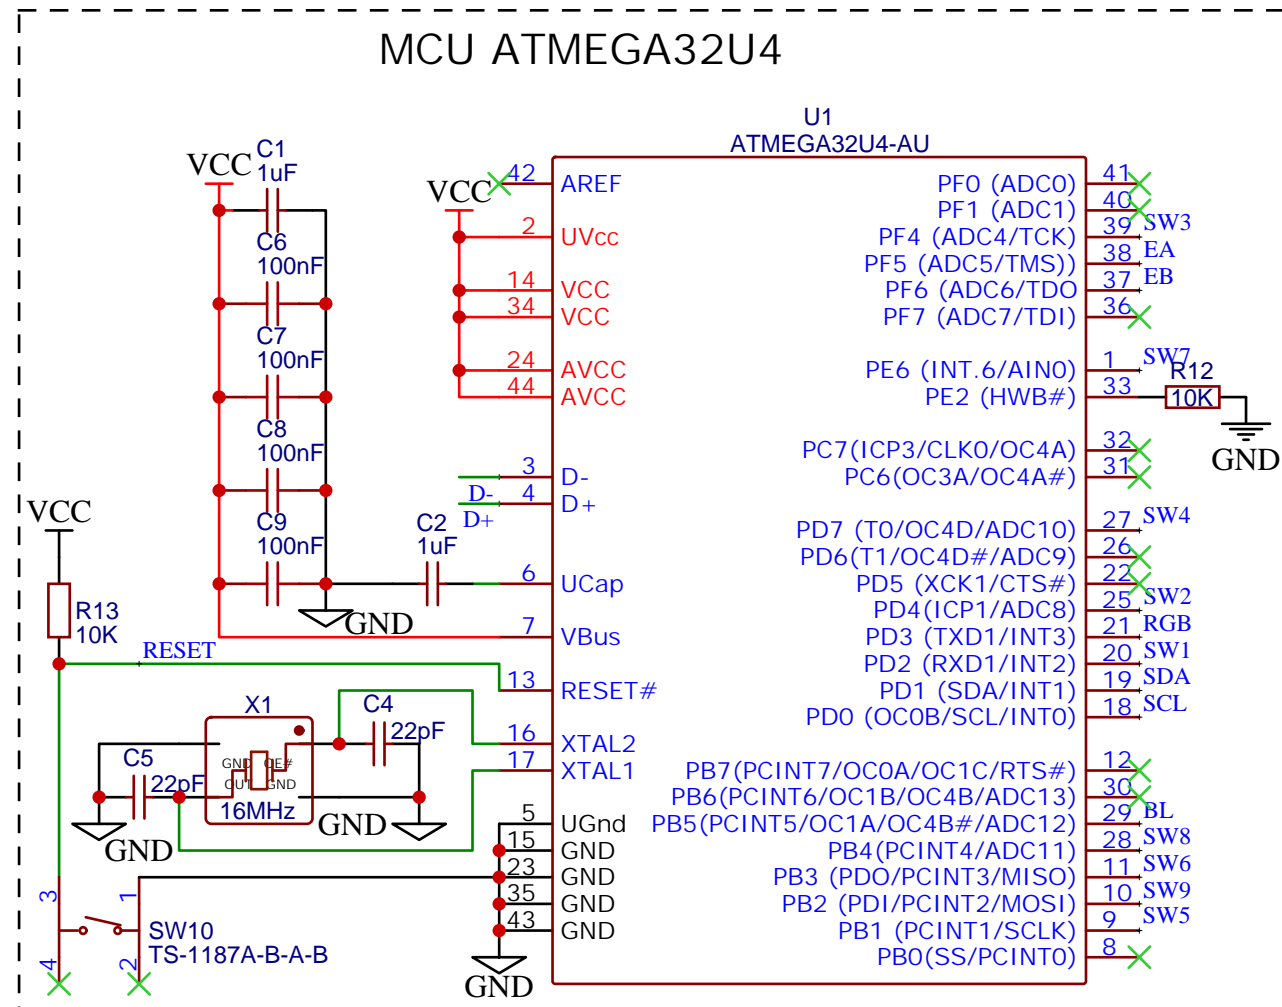 MCU ATMEGA32U4
U1
ATMEGA32U4-AU
C1
1uF
VCC
C6
100nF
C7
100nF
C8
100nF
C9
100nF
GND
C2
1uF
VCC
42 AREF
2 UVcc
14 VCC
34 VCC
24 AVCC
44 AVCC
3 D-
D-
4 D+
D+
6 UCap
7 VBus
13 RESET#
16 XTAL2
17 XTAL1
5 UGnd
15 GND
23 GND
35 GND
43 GND
GND
PF0 (ADC0) 41
PF1 (ADC1) 40
PF4 (ADC4/TCK) 39 SW3
PF5 (ADC5/TMS)) 38 EA
PF6 (ADC6/TDO 37 EB
PF7 (ADC7/TDI) 36
PE6 (INT.6/AIN0) 1 SW7
PE2 (HWB#) 33
R12
10K
GND
PC7(ICP3/CLK0/OC4A) 32
PC6(OC3A/OC4A#) 31
PD7 (T0/OC4D/ADC10) 27 SW4
PD6(T1/OC4D#/ADC9) 26
PD5 (XCK1/CTS#) 22
PD4(ICP1/ADC8) 25 SW2
PD3 (TXD1/INT3) 21 RGB
PD2 (RXD1/INT2) 20 SW1
PD1 (SDA/INT1) 19 SDA
PD0 (OC0B/SCL/INT0) 18 SCL
PB7(PCINT7/OC0A/OC1C/RTS#) 12
PB6(PCINT6/OC1B/OC4B/ADC13) 30
PB5(PCINT5/OC1A/OC4B#/ADC12) 29 BL
PB4(PCINT4/ADC11) 28 SW8
PB3 (PDO/PCINT3/MISO) 11 SW6
PB2 (PDI/PCINT2/MOSI) 10 SW9
PB1 (PCINT1/SCLK) 9 SW5
PB0(SS/PCINT0) 8
VCC
R13
10K
RESET
X1
GND OE#
OUT GND
16MHz
C4
22pF
C5
22pF
GND
GND
3 1
4 2
SW10
TS-1187A-B-A-B